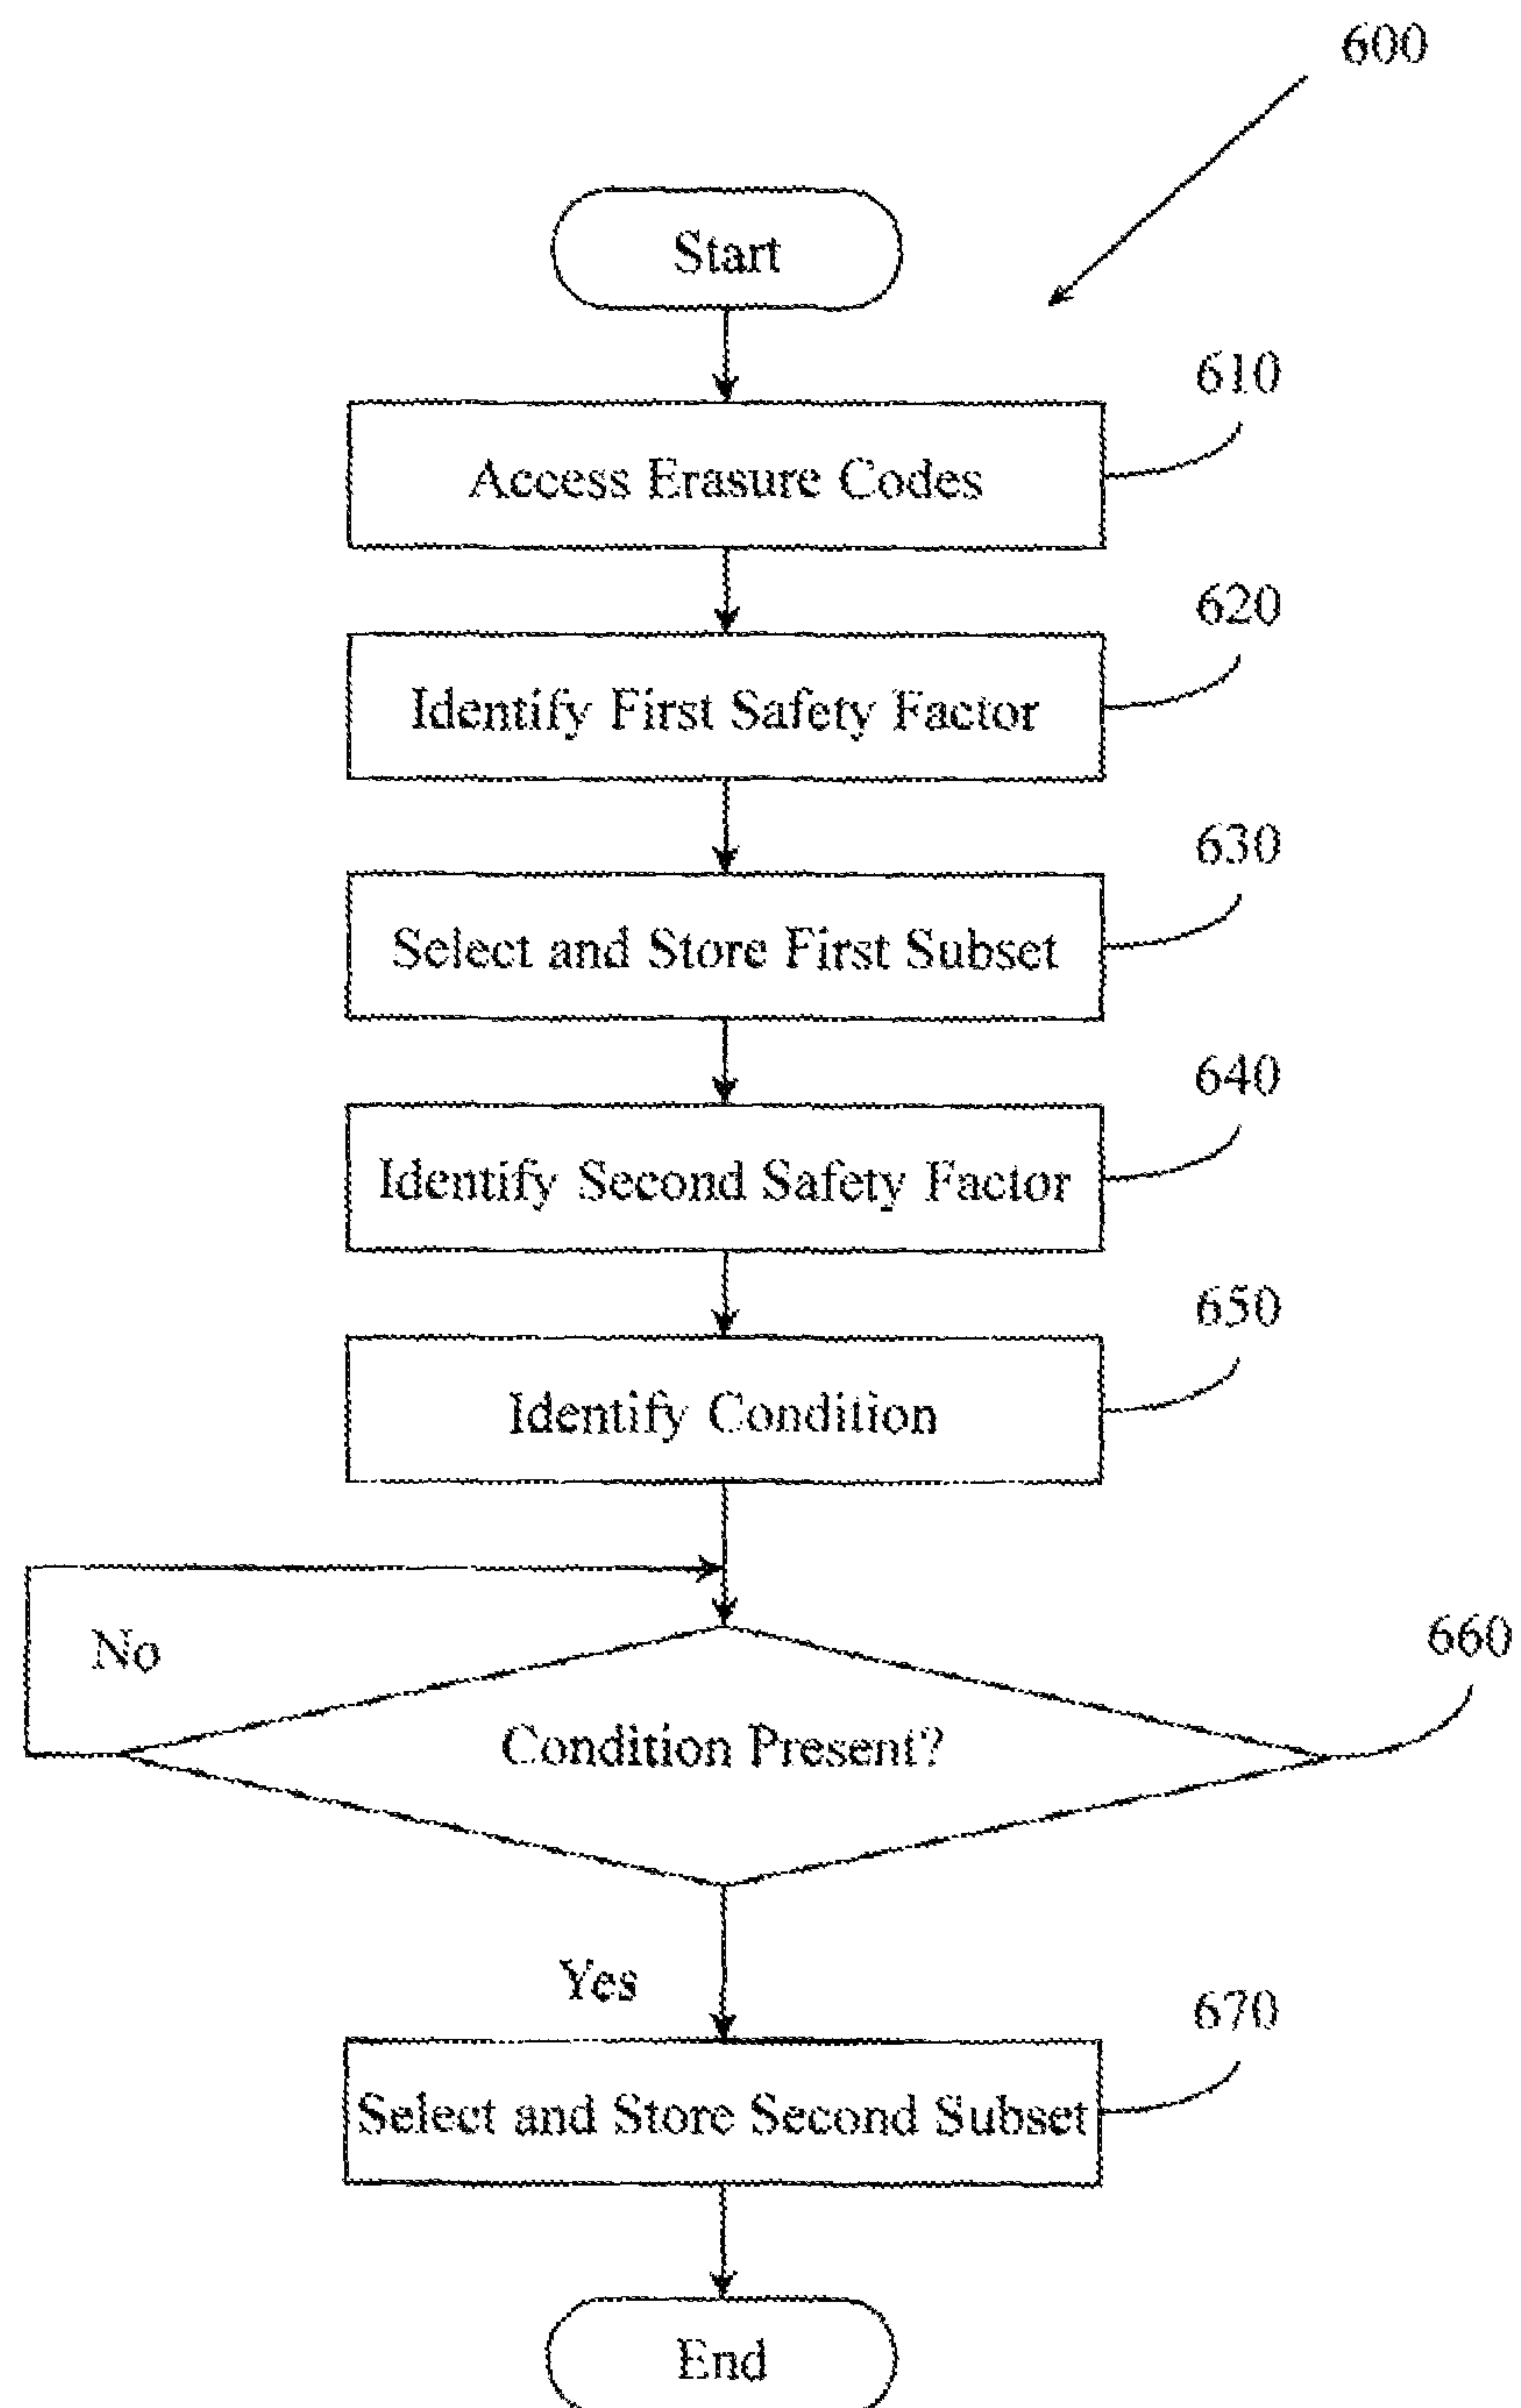 600
Start
610
Access Erasure Codes
620
Identify First Safety Factor
630
Select and Store First Subset
640
Identify Second Safety Factor
650
Identify Condition
No
660
Condition Present?
Yes
670
Select and Store Second Subset
End